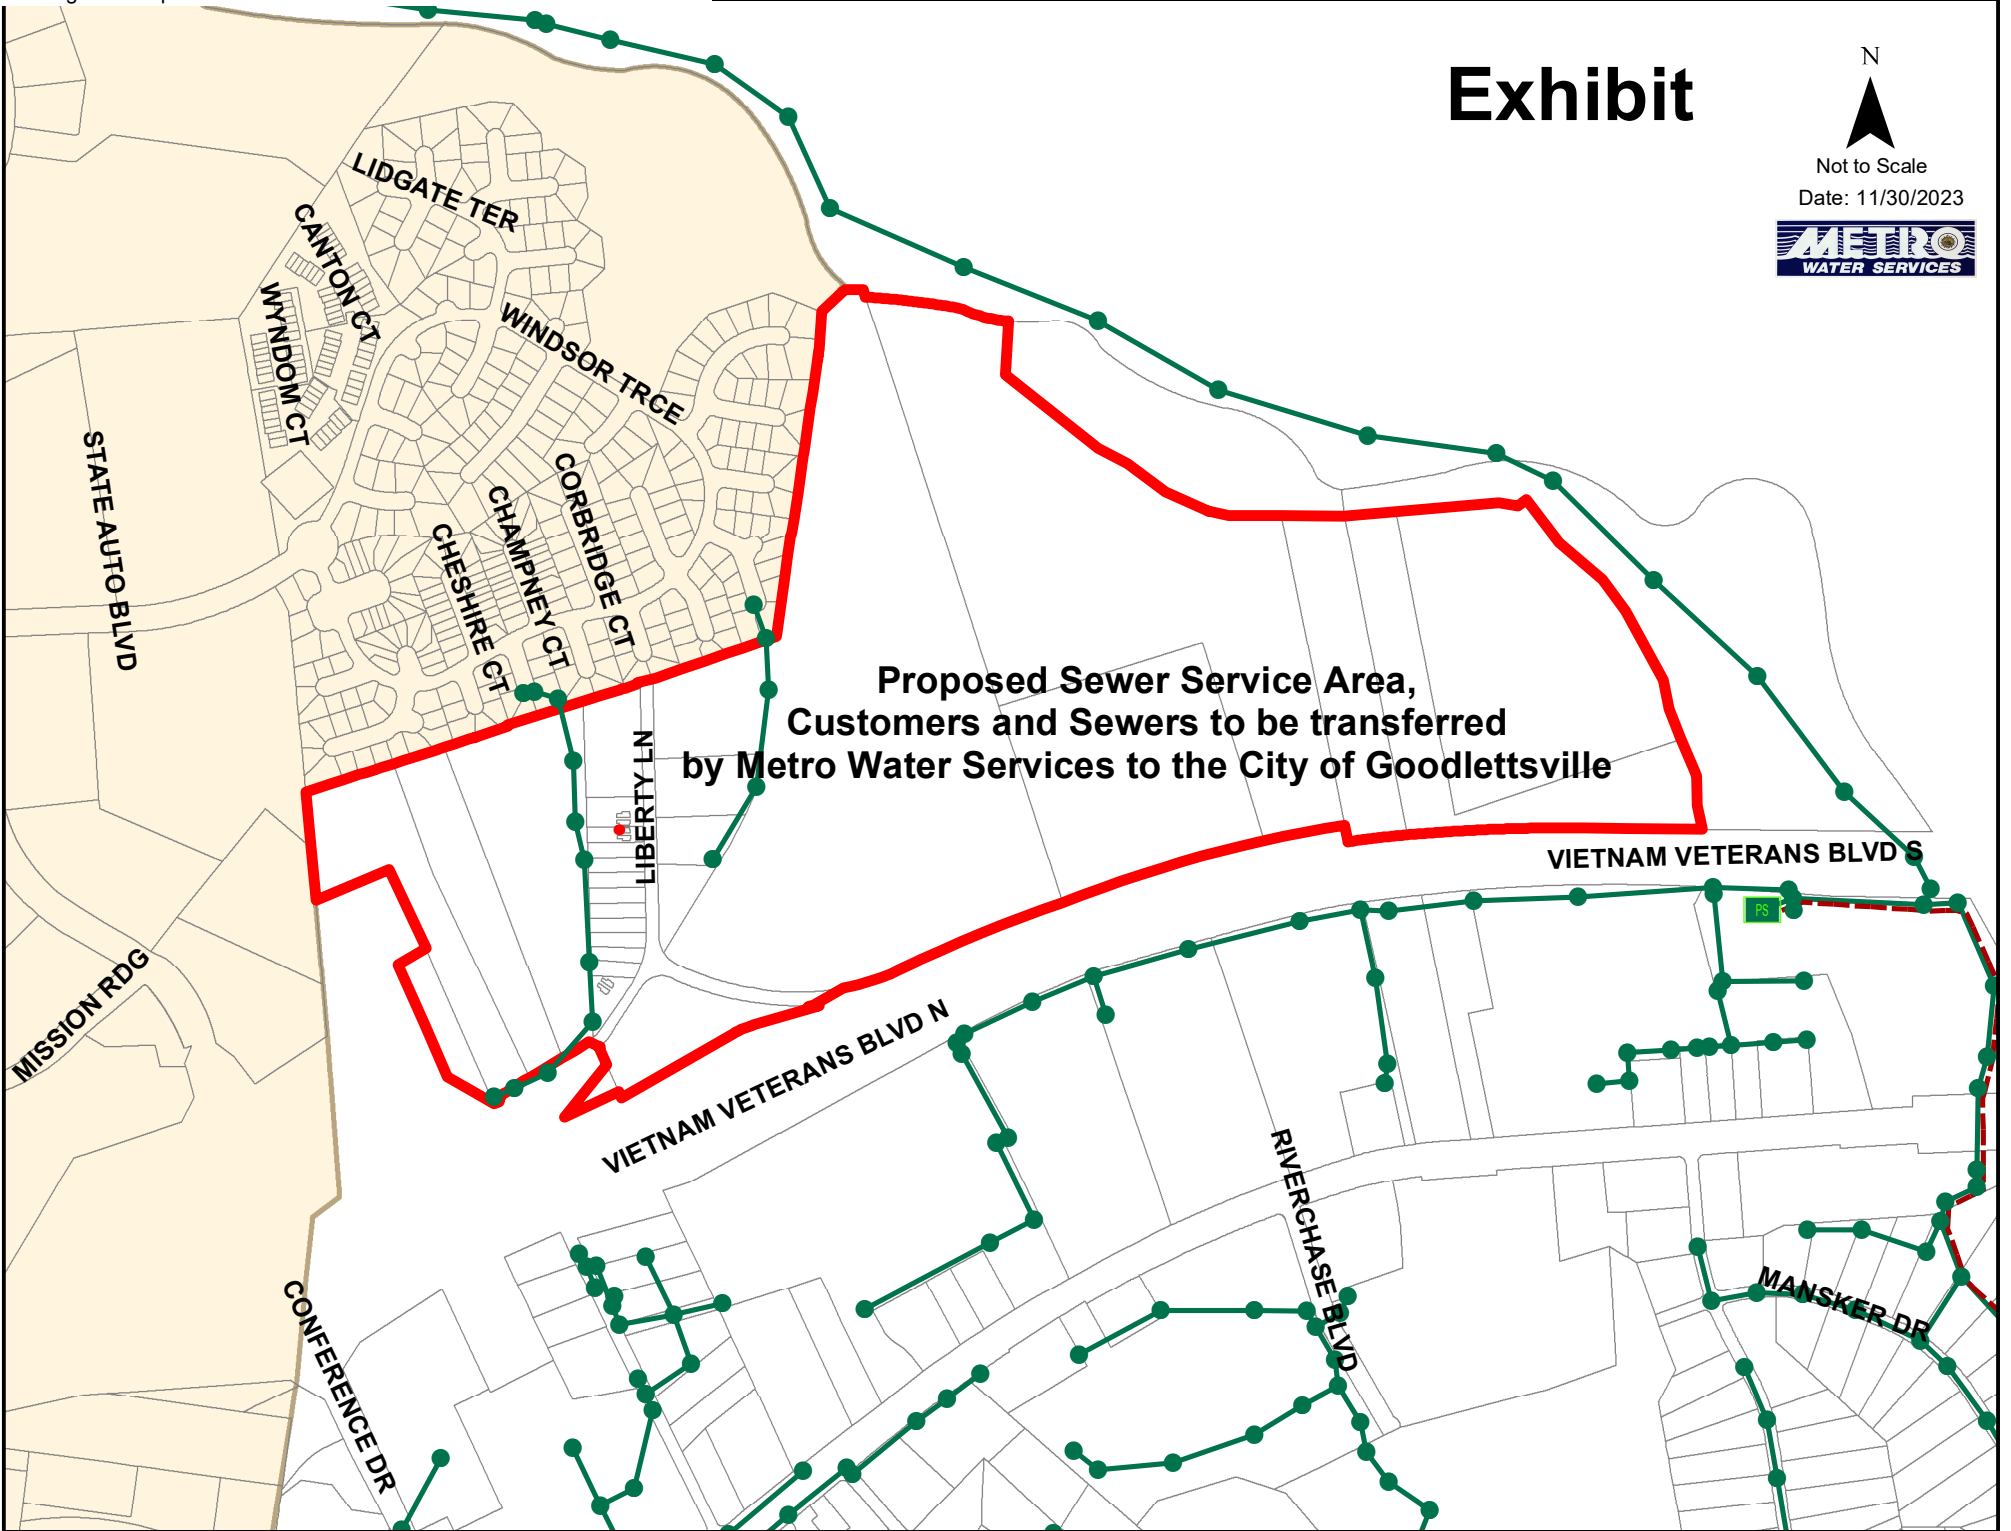 Exhibit
N
Not to Scale
Date: 11/30/2023
METRO
WATER SERVICES
LIDGATE TER
CANTON CT
WYNDOM CT
WINDSOR TRCE
STATE AUTO BLVD
CORBRIDGE CT
CHAMPNEY CT
CHESHIRE CT
Proposed Sewer Service Area,
Customers and Sewers to be transferred
by Metro Water Services to the City of Goodlettsville
LIBERTY LN
VIETNAM VETERANS BLVD S
PS
MISSION RDG
VIETNAM VETERANS BLVD N
RIVERCHASE BLVD
MANSKER DR
CONFERENCE DR